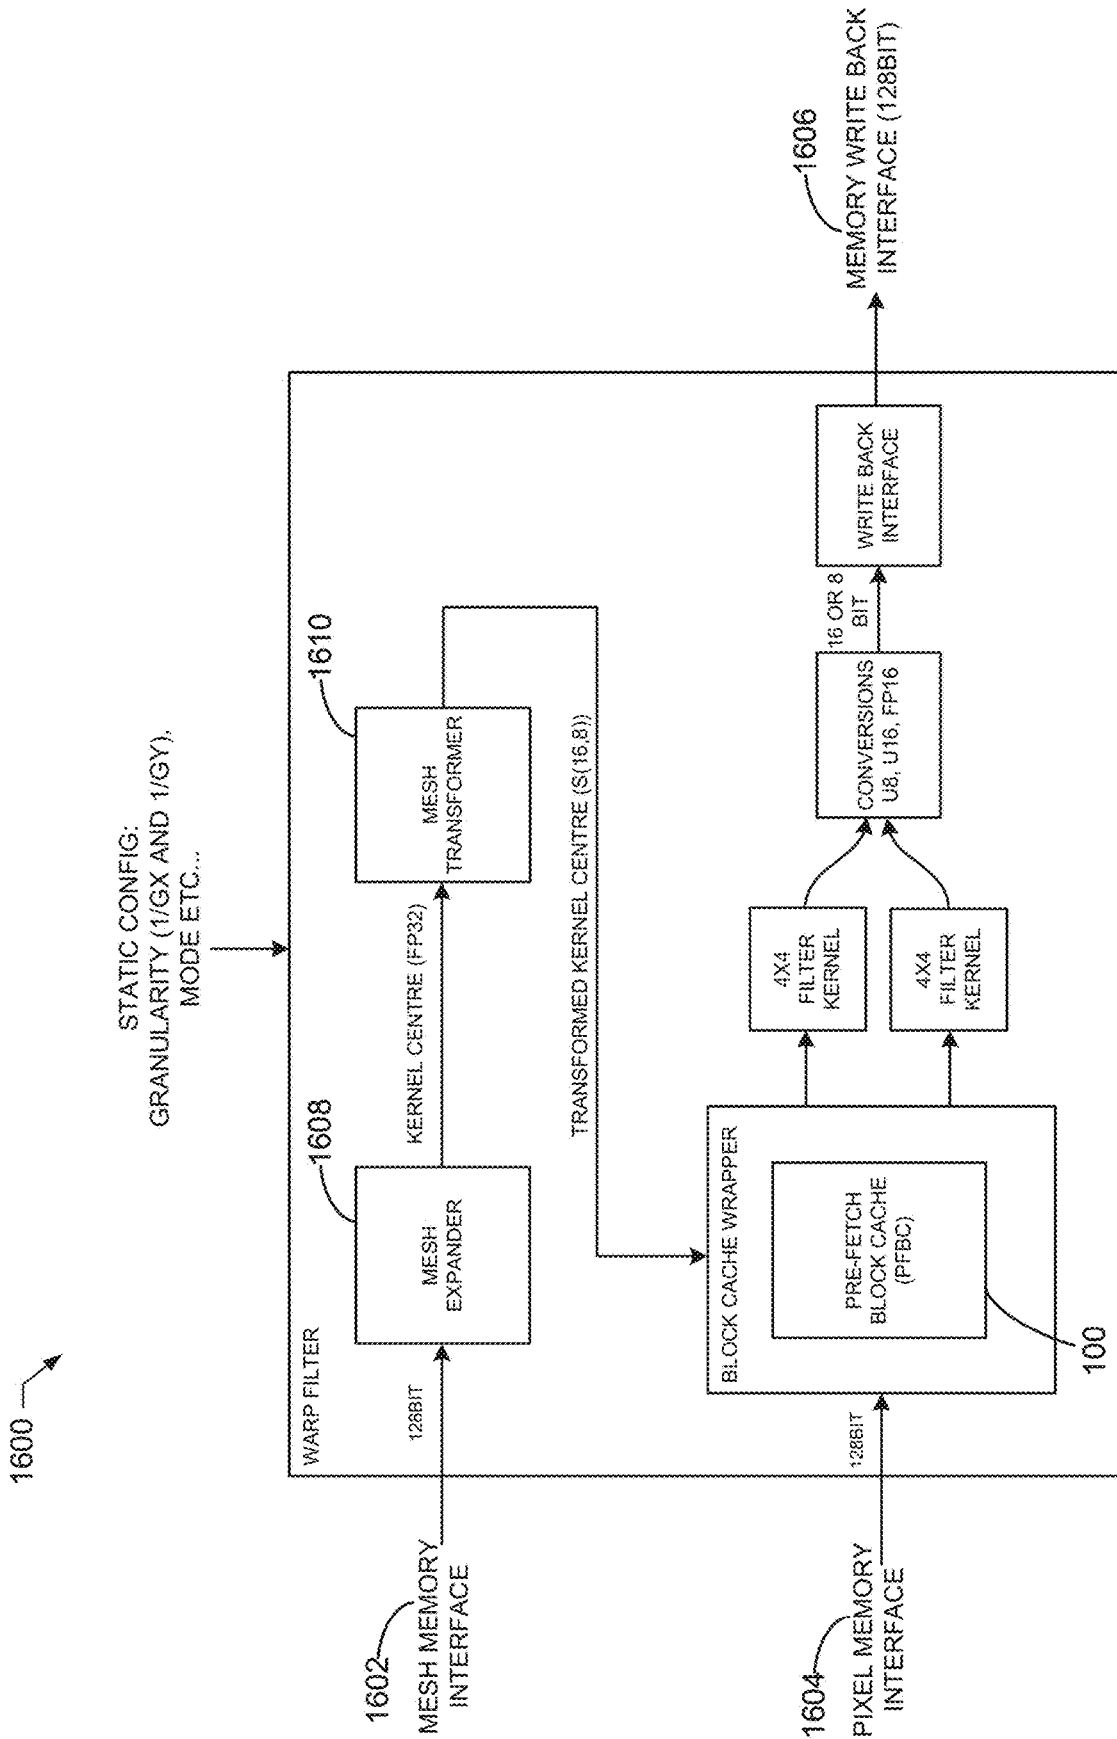 1600
STATIC CONFIG:
GRANULARITY (1/GX AND 1/GY),
MODE ETC...
WARP FILTER
1602
MESH MEMORY
INTERFACE
128BIT
1608
MESH
EXPANDER
KERNEL CENTRE (FP32)
1610
MESH
TRANSFORMER
TRANSFORMED KERNEL CENTRE (S(16,8))
1604
PIXEL MEMORY
INTERFACE
128BIT
BLOCK CACHE WRAPPER
PRE-FETCH
BLOCK CACHE
(PFBC)
100
4X4
FILTER
KERNEL
4X4
FILTER
KERNEL
CONVERSIONS
U8, U16, FP16
16 OR 8
BIT
WRITE BACK
INTERFACE
1606
MEMORY WRITE BACK
INTERFACE (128BIT)